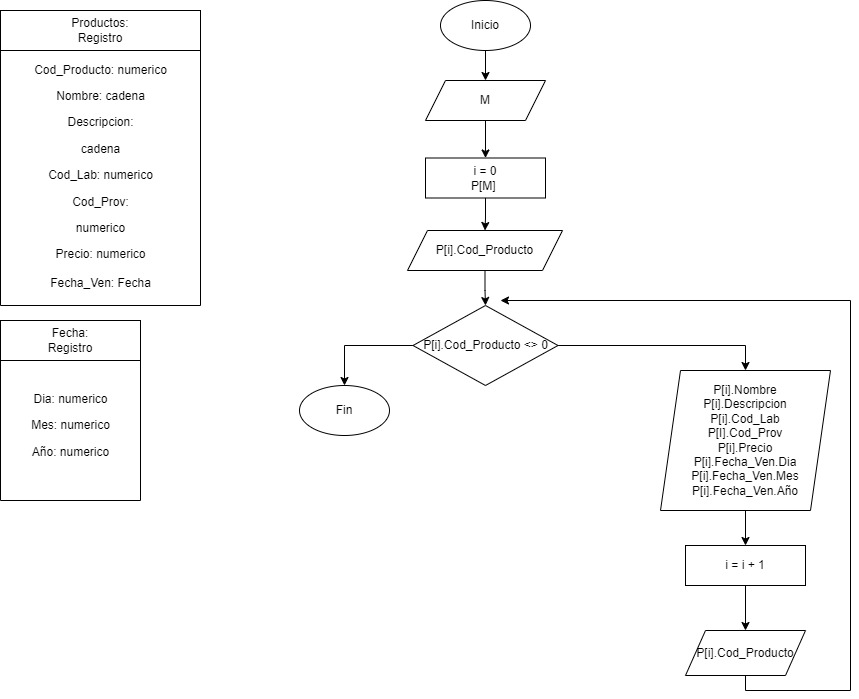 Productos:
Registro
Cod_Producto: numerico
Nombre: cadena
Descripcion:
cadena
Cod_Lab: numerico
Cod_Prov:
numerico
Precio: numerico
Fecha_Ven: Fecha
Fecha:
Registro
Dia: numerico
Mes: numerico
Año: numerico
Inicio
M
i = 0
P[M]
P[i].Cod_Producto
P[i].Cod_Producto <> 0
Fin
P[i].Nombre
P[i].Descripcion
P[i].Cod_Lab
P[I].Cod_Prov
P[i].Precio
P[i].Fecha_Ven.Dia
P[i].Fecha_Ven.Mes
P[i].Fecha_Ven.Año
i = i + 1
P[i].Cod_Producto